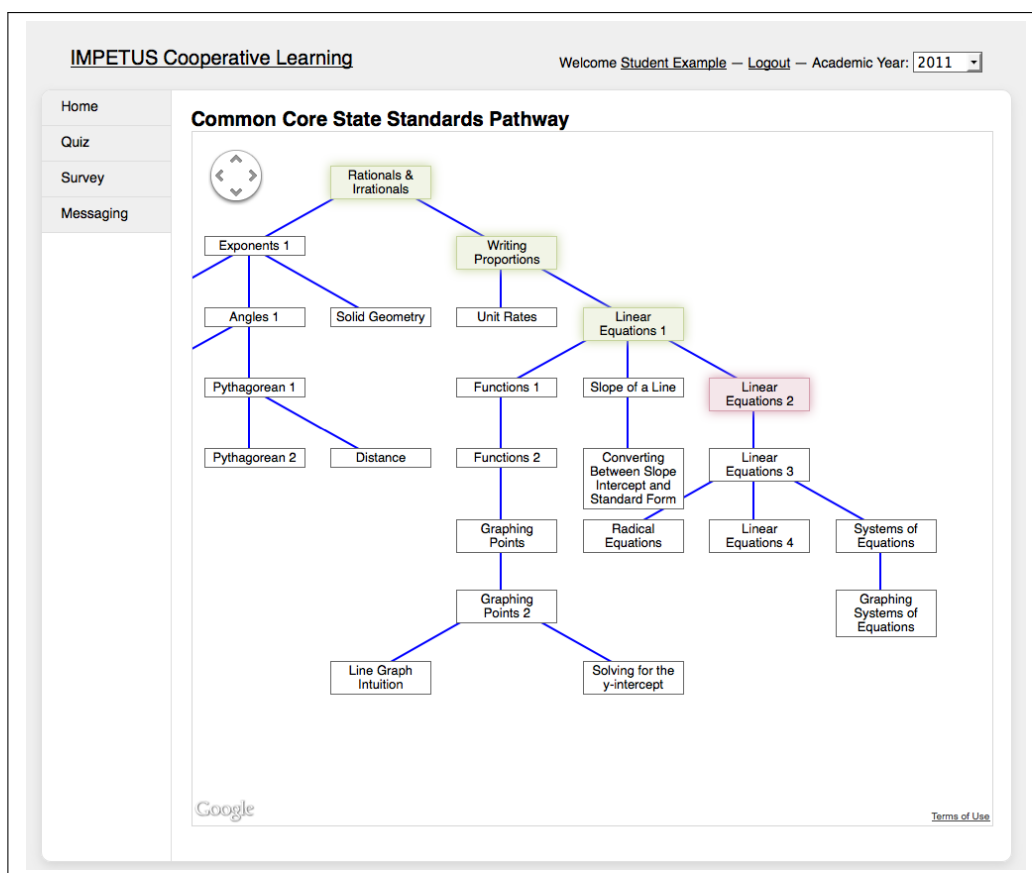 IMPETUS Cooperative Learning
Welcome Student Example — Logout — Academic Year: 2011
Home
Quiz
Survey
Messaging
Common Core State Standards Pathway
Rationals &
Irrationals
Exponents 1
Writing
Proportions
Angles 1
Solid Geometry
Unit Rates
Linear
Equations 1
Pythagorean 1
Functions 1
Slope of a Line
Linear
Equations 2
Pythagorean 2
Distance
Functions 2
Converting
Between Slope
Intercept and
Standard Form
Linear
Equations 3
Graphing
Points
Radical
Equations
Linear
Equations 4
Systems of
Equations
Graphing
Points 2
Graphing
Systems of
Equations
Line Graph
Intuition
Solving for the
y-intercept
Google
Terms of Use